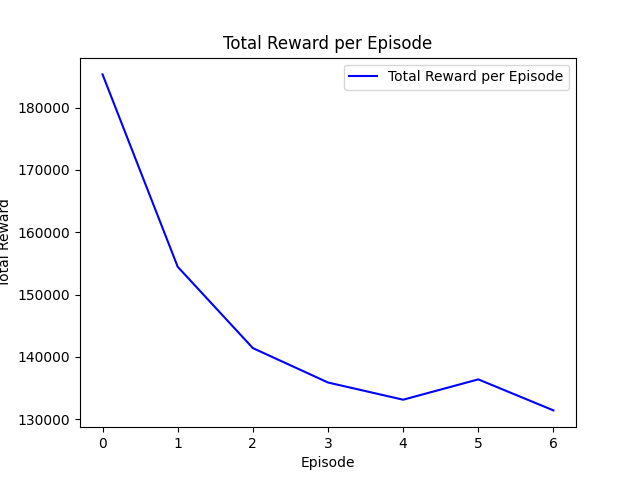 Total Reward per Episode
Total Reward per Episode
180000
170000
160000
150000
140000
130000
Total Reward
0 1 2 3 4 5 6
Episode